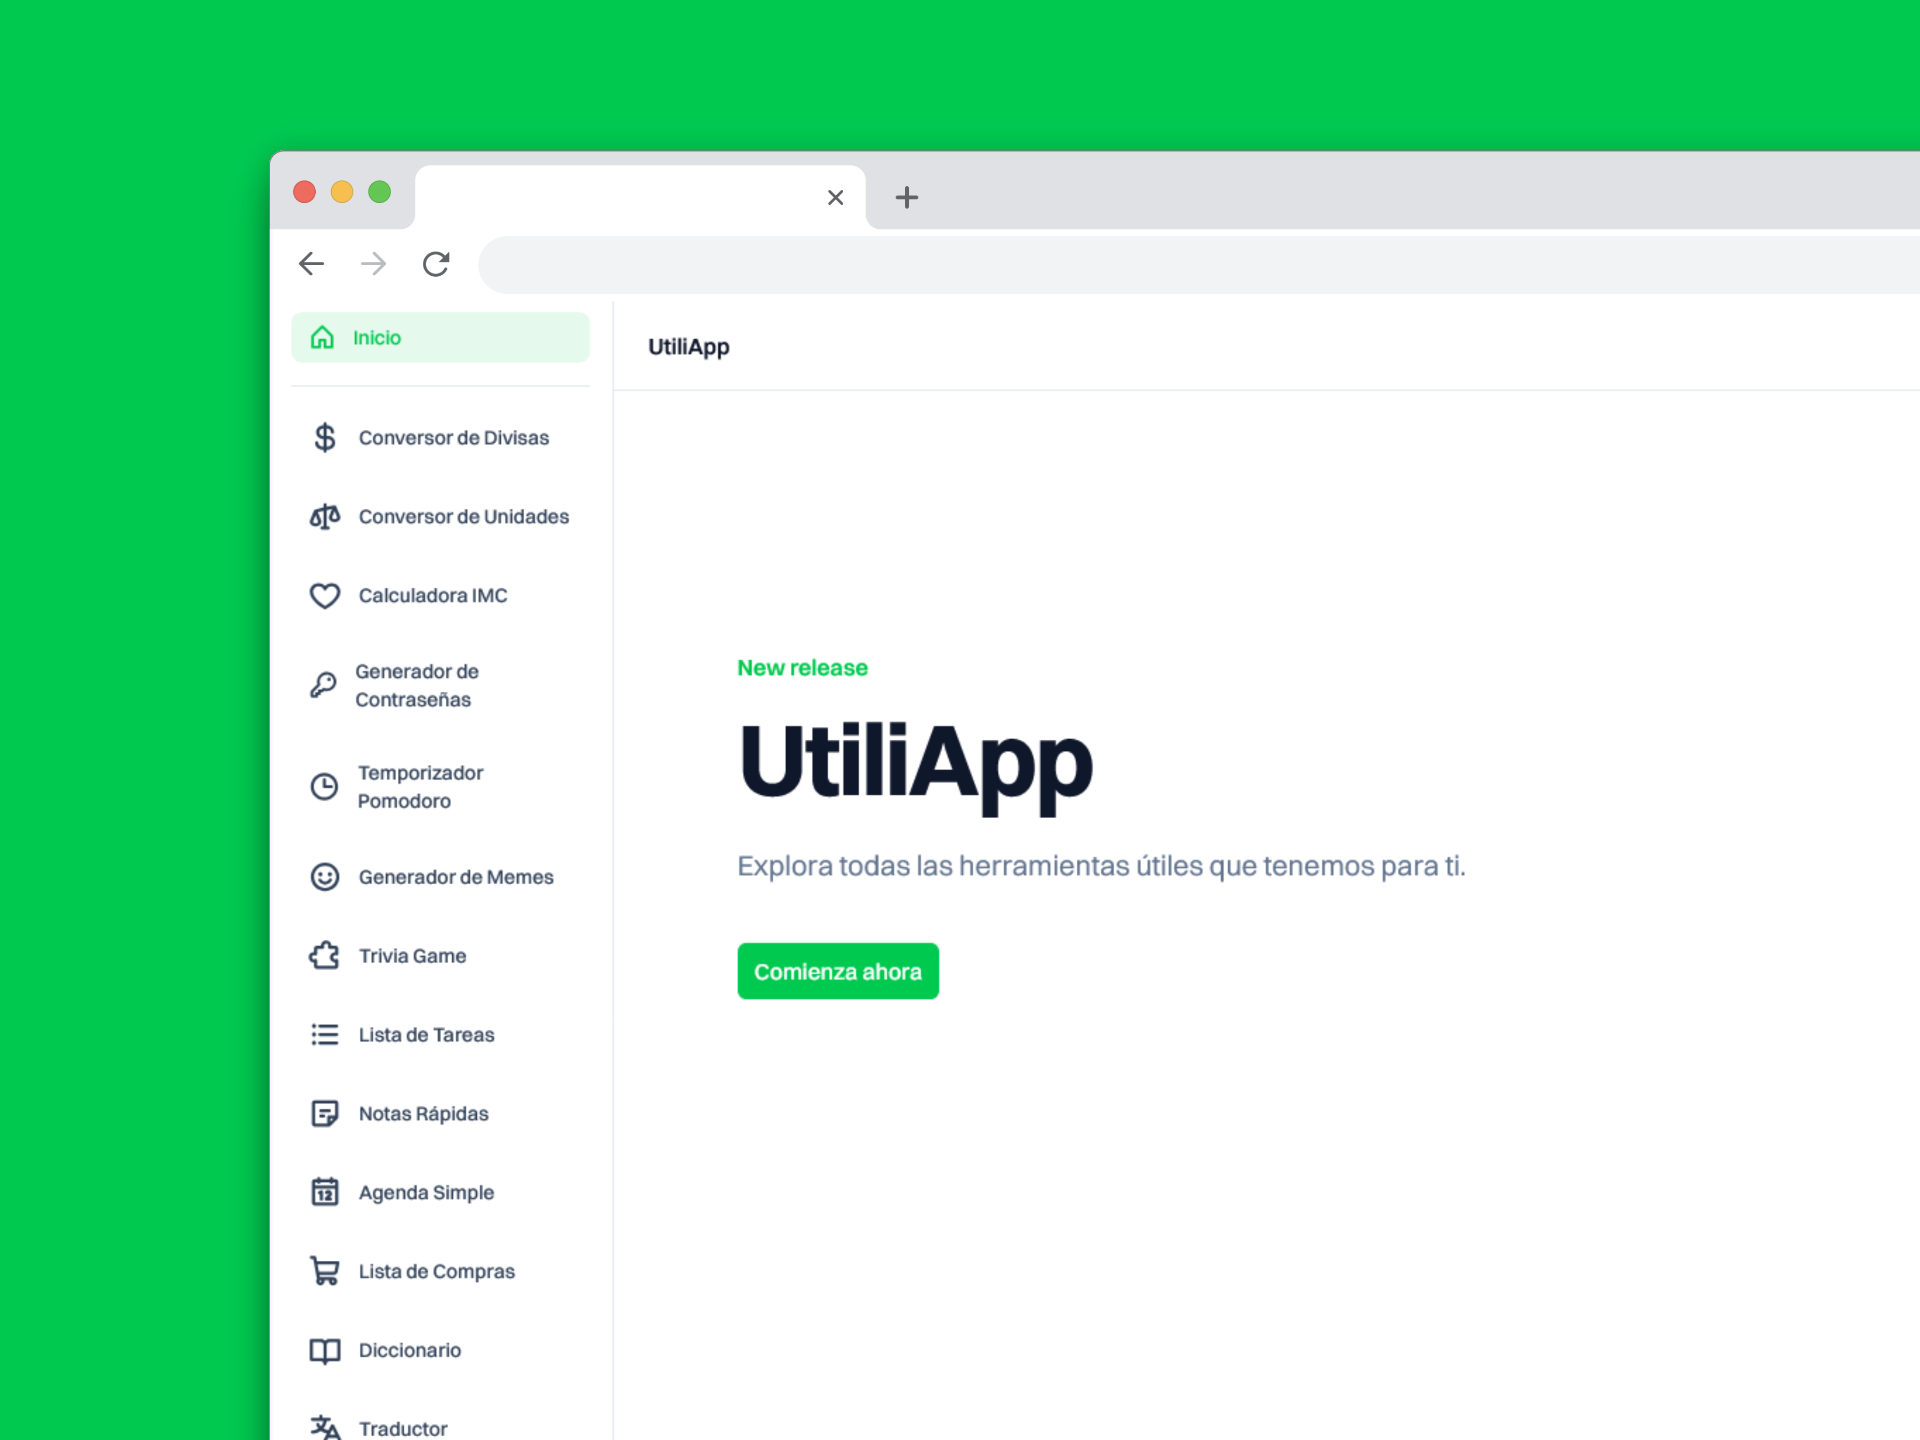 Inicio
UtiliApp
Conversor de Divisas
Conversor de Unidades
Calculadora IMC
Generador de
Contraseñas
Temporizador
Pomodoro
Generador de Memes
Trivia Game
Lista de Tareas
Notas Rápidas
12
Agenda Simple
Lista de Compras
Diccionario
Traductor
New release
UtiliApp
Explora todas las herramientas útiles que tenemos para ti.
Comienza ahora